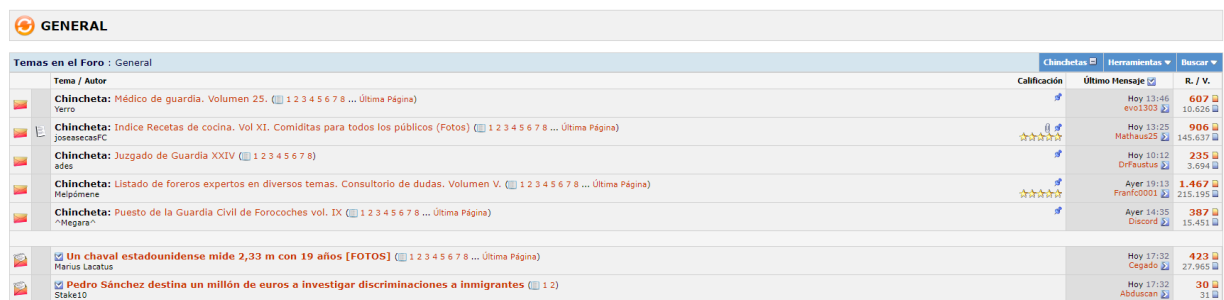 GENERAL
Temas en el Foro : General
Chinchetas Herramientas Buscar
Tema / Autor Calificación Último Mensaje R. / V.
Chincheta: Médico de guardia. Volumen 25. ( 1 2 3 4 5 6 7 8 ... Última Página) Hoy 13:46 607
Yerro evo1303 10.626
Chincheta: Indice Recetas de cocina. Vol XI. Comiditas para todos los públicos (Fotos) ( 1 2 3 4 5 6 7 8 ... Última Página) Hoy 13:25 906
joseasecasFC Mathaus25 145.637
Chincheta: Juzgado de Guardia XXIV ( 1 2 3 4 5 6 7 8) Hoy 10:12 235
ades DrFaustus 3.694
Chincheta: Listado de foreros expertos en diversos temas. Consultorio de dudas. Volumen V. ( 1 2 3 4 5 6 7 8 ... Última Página) Ayer 19:13 1.467
Melpómene Franfc0001 215.195
Chincheta: Puesto de la Guardia Civil de Forocoches vol. IX ( 1 2 3 4 5 6 7 8 ... Última Página) Ayer 14:35 387
^Megara^ Discord 15.451
Un chaval estadounidense mide 2,33 m con 19 años [FOTOS] ( 1 2 3 4 5 6 7 8 ... Última Página) Hoy 17:32 423
Marius Lacatus Cegado 27.965
Pedro Sánchez destina un millón de euros a investigar discriminaciones a inmigrantes ( 1 2) Hoy 17:32 30
Stake10 Abduscan 31